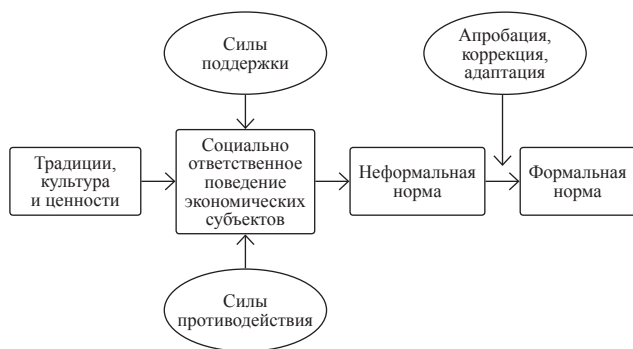 Силы
поддержки
Апробация,
коррекция,
адаптация
Традиции,
культура
и ценности
Социально
ответственное
поведение
экономических
субъектов
Неформальная
норма
Формальная
норма
Силы
противодействия